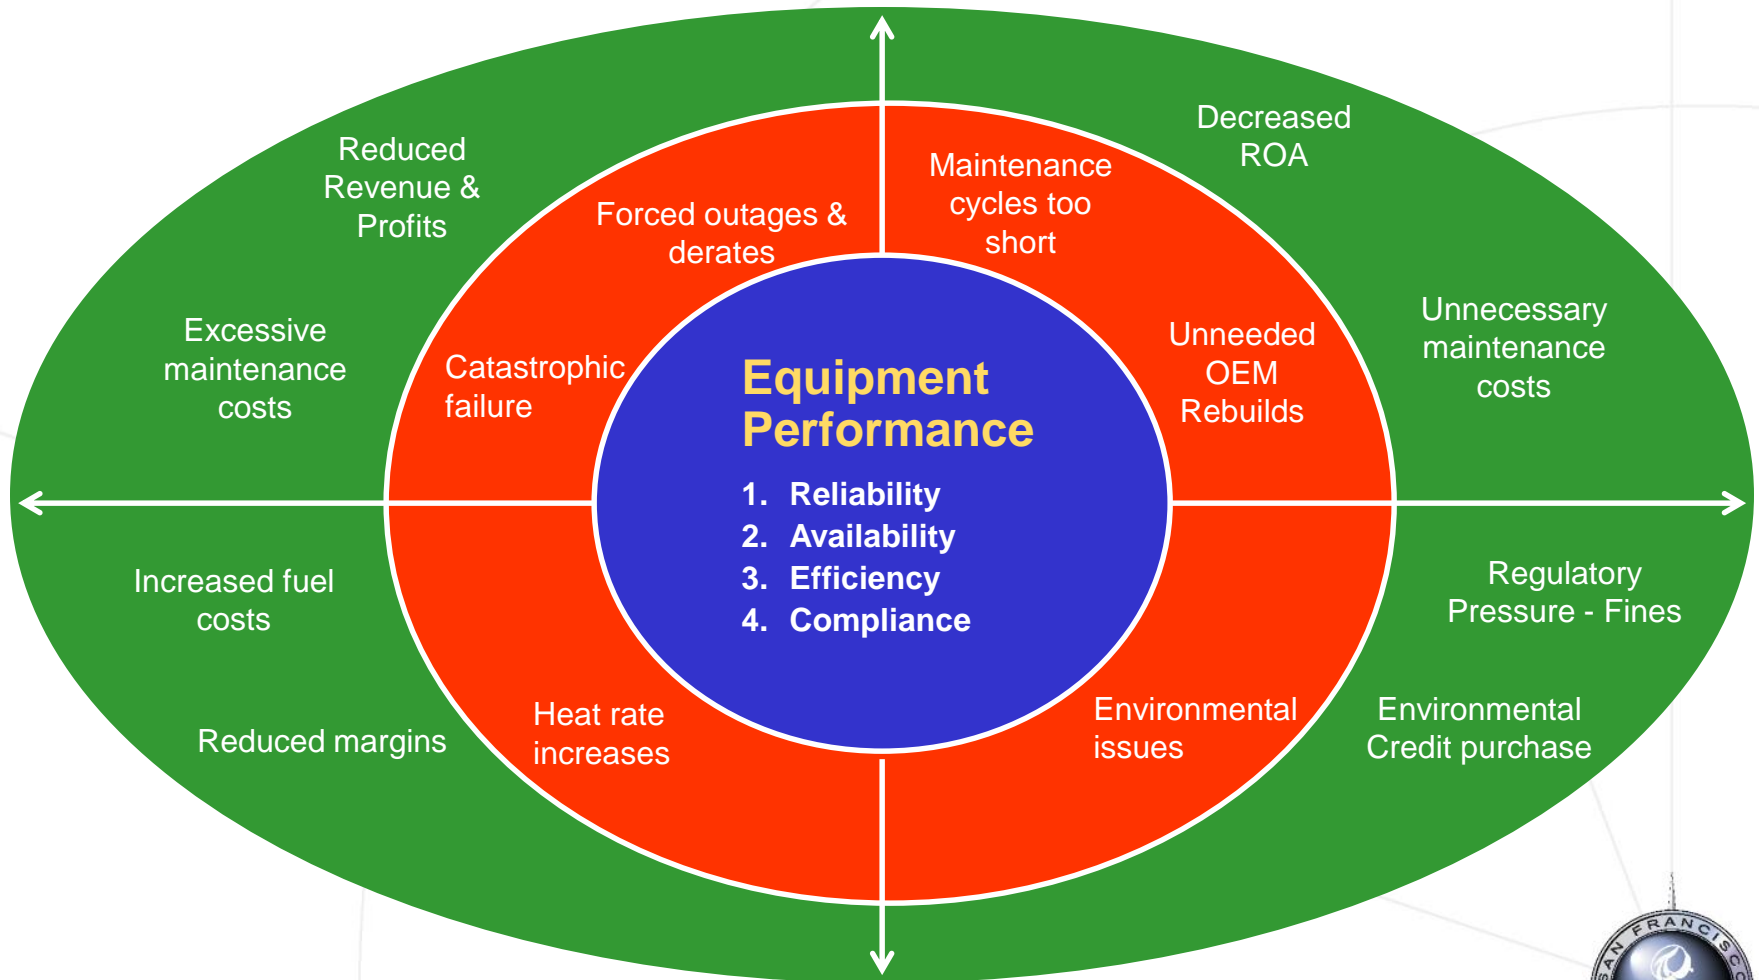 Reduced
Revenue &
Profits
Forced outages &
derates
Maintenance
cycles too
short
Decreased
ROA
Excessive
maintenance
costs
Catastrophic
failure
Equipment
Performance
1. Reliability
2. Availability
3. Efficiency
4. Compliance
Unneeded
OEM
Rebuilds
Unnecessary
maintenance
costs
Increased fuel
costs
Reduced margins
Heat rate
increases
Environmental
issues
Regulatory
Pressure - Fines
Environmental
Credit purchase
SAN FRANCISCO